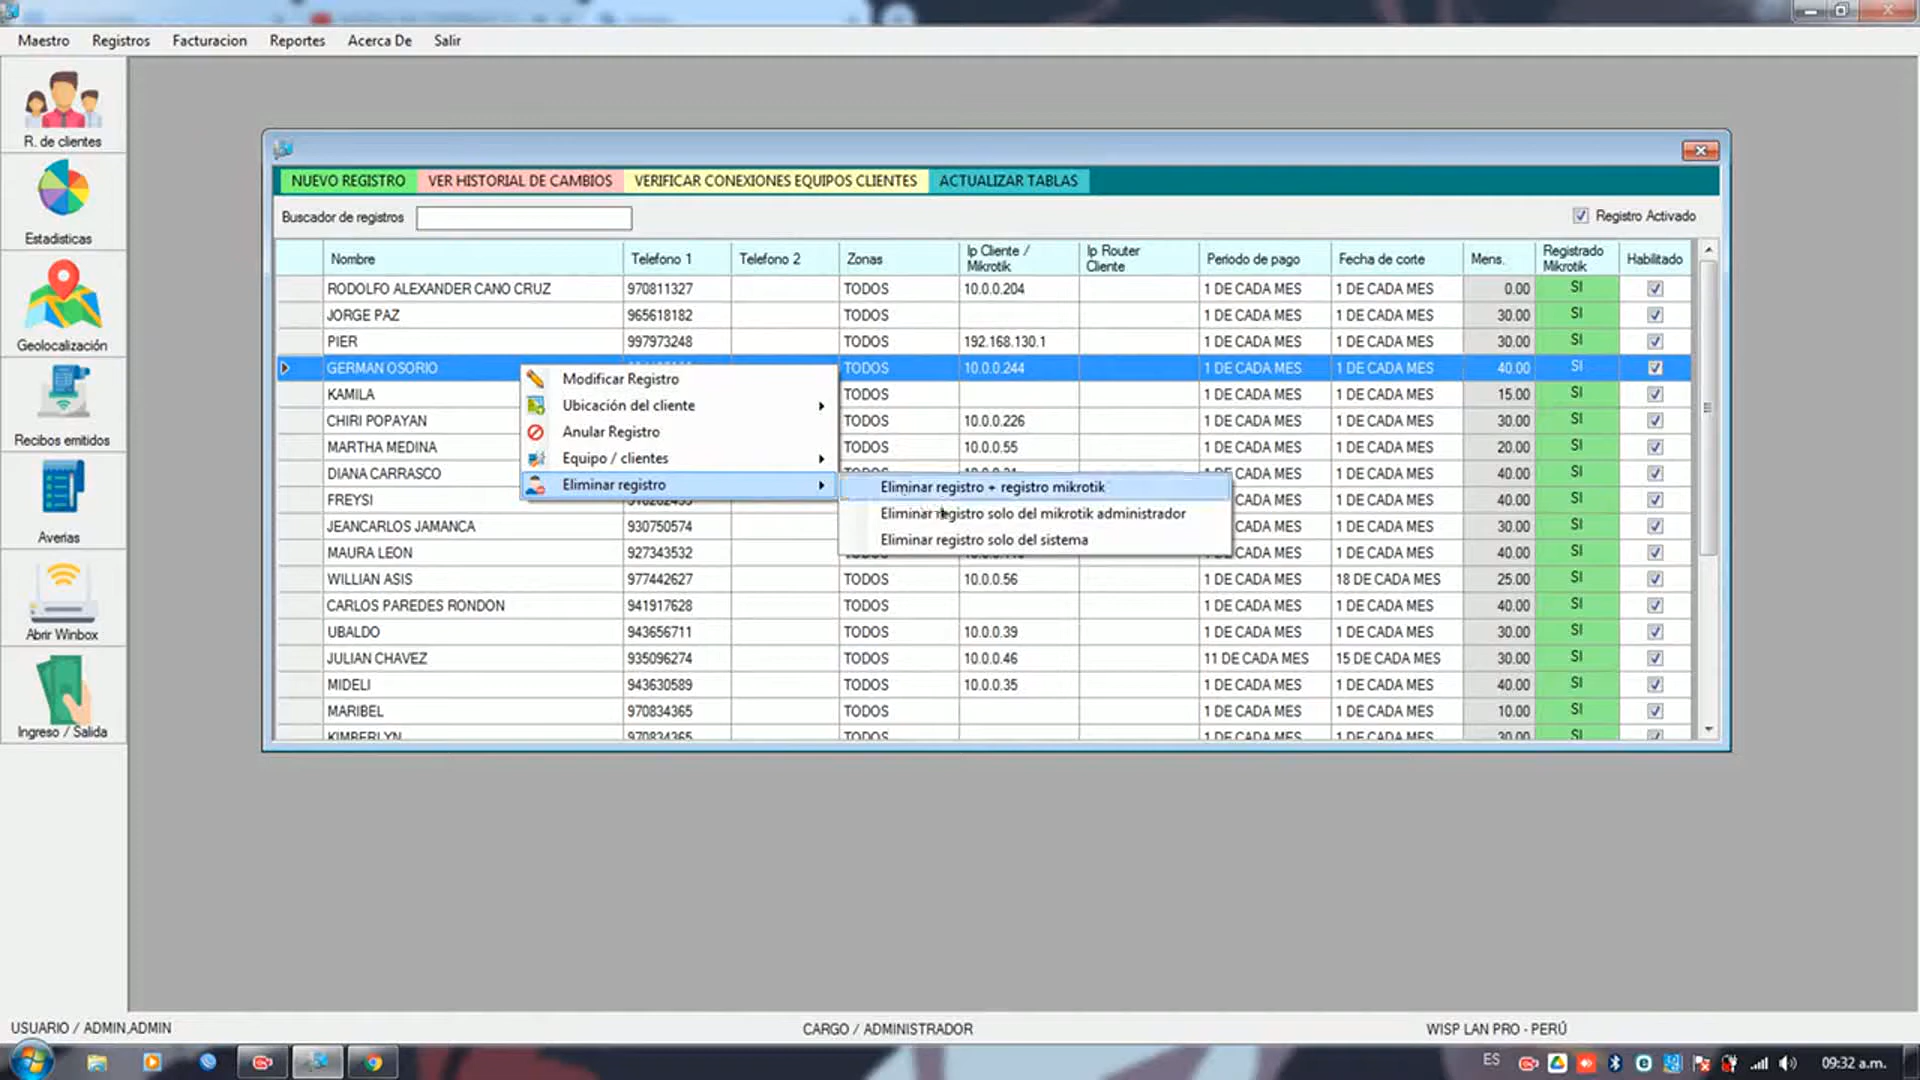 Maestro Registros Facturacion Reportes Acerca De Salir
R. de clientes
Estadisticas
Geolocalización
Recibos emitidos
Averias
Abrir Winbox
Ingreso / Salida
NUEVO REGISTRO VER HISTORIAL DE CAMBIOS VERIFICAR CONEXIONES EQUIPOS CLIENTES ACTUALIZAR TABLAS
Buscador de registros Registro Activado
Nombre Telefono 1 Telefono 2 Zonas Ip Cliente / Mikrotik Ip Router Cliente Periodo de pago Fecha de corte Mens. Registrado Mikrotik Habilitado
RODOLFO ALEXANDER CANO CRUZ 970811327 TODOS 10.0.0.204 1 DE CADA MES 1 DE CADA MES 0.00 SI
JORGE PAZ 965618182 TODOS 1 DE CADA MES 1 DE CADA MES 30.00 SI
PIER 997973248 TODOS 192.168.130.1 1 DE CADA MES 1 DE CADA MES 30.00 SI
GERMAN OSORIO TODOS 10.0.0.244 1 DE CADA MES 1 DE CADA MES 40.00 SI
KAMILA TODOS 1 DE CADA MES 1 DE CADA MES 15.00 SI
CHIRI POPAYAN TODOS 10.0.0.226 1 DE CADA MES 1 DE CADA MES 30.00 SI
MARTHA MEDINA TODOS 10.0.0.55 1 DE CADA MES 1 DE CADA MES 20.00 SI
DIANA CARRASCO TODOS 1 DE CADA MES 1 DE CADA MES 40.00 SI
FREYSI 1 DE CADA MES 40.00 SI
JEANCARLOS JAMANCA 930750574 1 DE CADA MES 30.00 SI
MAURA LEON 927343532 TODOS 1 DE CADA MES 1 DE CADA MES 30.00 SI
WILLIAN ASIS 977442627 TODOS 10.0.0.56 1 DE CADA MES 18 DE CADA MES 25.00 SI
CARLOS PAREDES RONDON 941917628 TODOS 1 DE CADA MES 1 DE CADA MES 40.00 SI
UBALDO 943656711 TODOS 10.0.0.39 1 DE CADA MES 1 DE CADA MES 30.00 SI
JULIAN CHAVEZ 935096274 TODOS 10.0.0.46 11 DE CADA MES 15 DE CADA MES 30.00 SI
MIDELI 943630589 TODOS 10.0.0.35 1 DE CADA MES 1 DE CADA MES 40.00 SI
MARIBEL 970834365 TODOS 1 DE CADA MES 1 DE CADA MES 10.00 SI
KIMBERLYN 970834365 TODOS 1 DE CADA MES 1 DE CADA MES 30.00 SI
Modificar Registro
Ubicación del cliente
Anular Registro
Equipo / clientes
Eliminar registro
Eliminar registro + registro mikrotik
Eliminar registro solo del mikrotik administrador
Eliminar registro solo del sistema
USUARIO / ADMIN,ADMIN CARGO / ADMINISTRADOR WISP LAN PRO - PERÚ
ES 09:32 a.m.